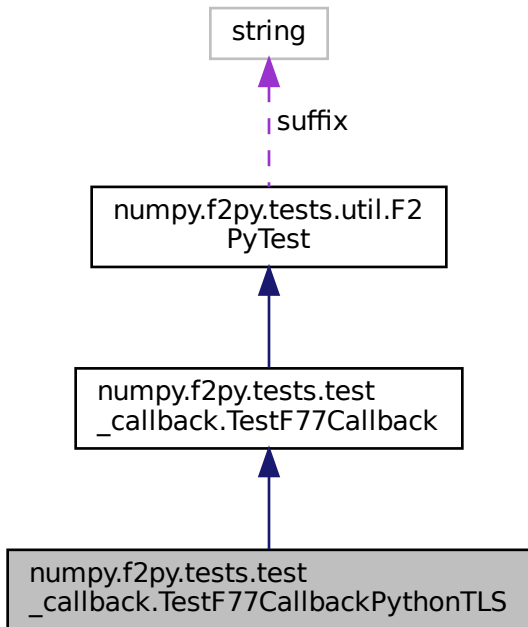 string
suffix
numpy.f2py.tests.util.F2
PyTest
numpy.f2py.tests.test
_callback.TestF77Callback
numpy.f2py.tests.test
_callback.TestF77CallbackPythonTLS